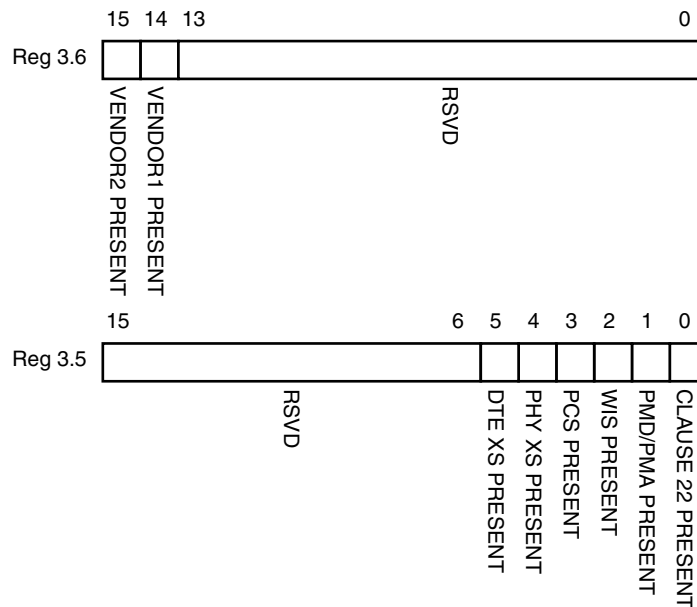 15 14 13 0
Reg 3.6
VENDOR2 PRESENT
VENDOR1 PRESENT
RSVD
15 6 5 4 3 2 1 0
Reg 3.5
RSVD
DTE XS PRESENT
PHY XS PRESENT
PCS PRESENT
WIS PRESENT
PMD/PMA PRESENT
CLAUSE 22 PRESENT